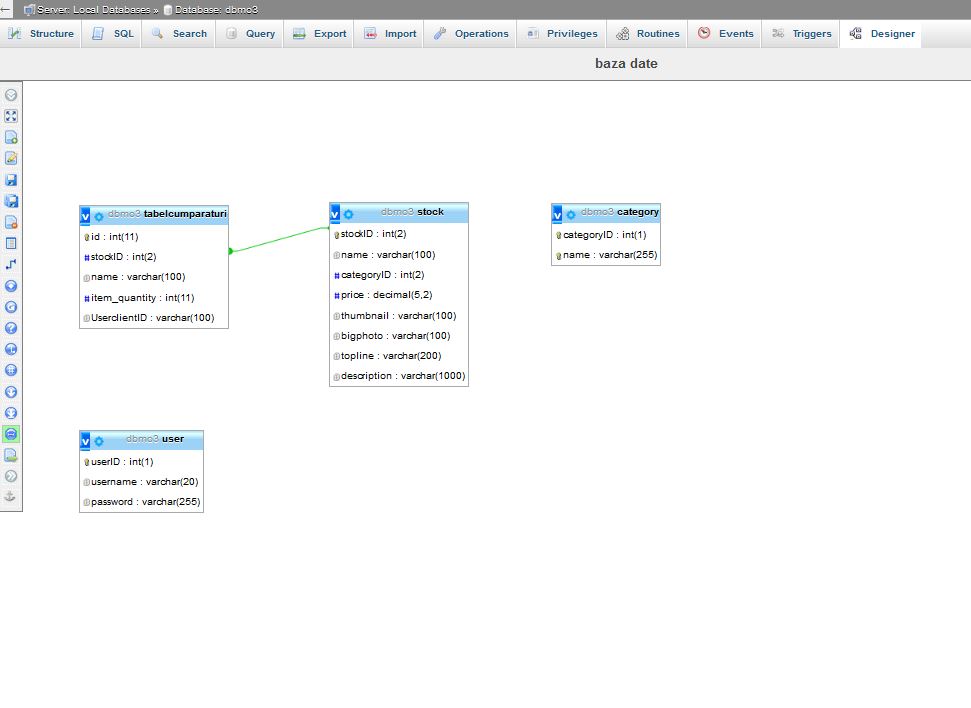 Server: Local Databases » Database: dbmo3
Structure SQL Search Query Export Import Operations Privileges Routines Events Triggers Designer
baza date
v dbmo3 tabelcumparaturi
id : int(11)
#stockID : int(2)
name : varchar(100)
#item_quantity : int(11)
UserclientID : varchar(100)
v dbmo3 stock
stockID : int(2)
name : varchar(100)
#categoryID : int(2)
#price : decimal(5,2)
thumbnail : varchar(100)
bigphoto : varchar(100)
topline : varchar(200)
description : varchar(1000)
v dbmo3 category
categoryID : int(1)
name : varchar(255)
v dbmo3 user
userID : int(1)
username : varchar(20)
password : varchar(255)